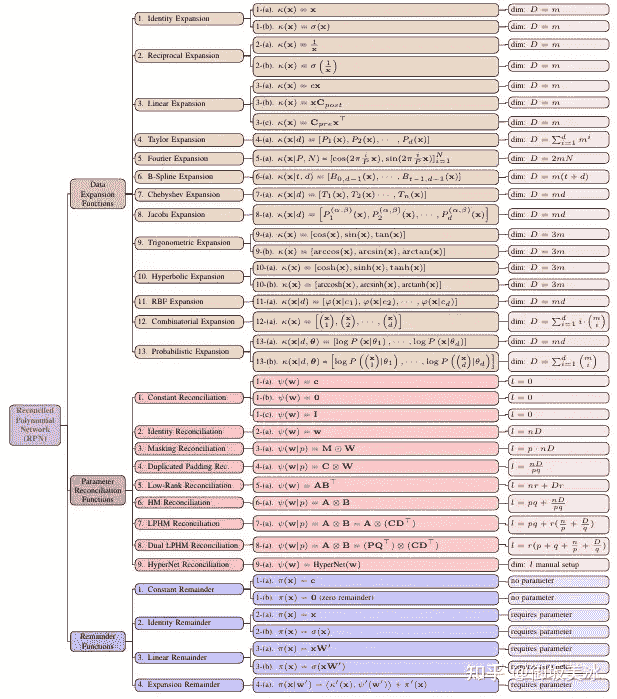 Reconciled
Polynomial
Network
(RPN)
Data
Expansion
Functions
1. Identity Expansion
1-(a). κ(x) = x
dim: D = m
1-(b). κ(x) = σ(x)
dim: D = m
2. Reciprocal Expansion
2-(a). κ(x) = 1/x
dim: D = m
2-(b). κ(x) = σ(1/x)
dim: D = m
3. Linear Expansion
3-(a). κ(x) = cx
dim: D = m
3-(b). κ(x) = xC_post
dim: D = m
3-(c). κ(x) = C_pre x^⊤
dim: D = m
4. Taylor Expansion
4-(a). κ(x|d) = [P_1(x), P_2(x), ···, P_d(x)]
dim: D = ∑_{i=1}^{d} m^i
5. Fourier Expansion
5-(a). κ(x|P, N) = [cos(2π i/P x), sin(2π i/P x)]_{i=1}^{N}
dim: D = 2mN
6. B-Spline Expansion
6-(a). κ(x|t, d) = [B_{0,d−1}(x), ···, B_{t−1,d−1}(x)]
dim: D = m(t + d)
7. Chebyshev Expansion
7-(a). κ(x|d) = [T_1(x), T_2(x) ···, T_n(x)]
dim: D = md
8. Jacobi Expansion
8-(a). κ(x|d) = [P_1^{(α,β)}(x), P_2^{(α,β)}(x), ···, P_d^{(α,β)}(x)]
dim: D = md
9. Trigonometric Expansion
9-(a). κ(x) = [cos(x), sin(x), tan(x)]
dim: D = 3m
9-(b). κ(x) = [arccos(x), arcsin(x), arctan(x)]
dim: D = 3m
10. Hyperbolic Expansion
10-(a). κ(x) = [cosh(x), sinh(x), tanh(x)]
dim: D = 3m
10-(b). κ(x) = [arccosh(x), arcsinh(x), arctanh(x)]
dim: D = 3m
11. RBF Expansion
11-(a). κ(x|d) = [φ(x|c_1), φ(x|c_2), ···, φ(x|c_d)]
dim: D = md
12. Combinatorial Expansion
12-(a). κ(x) = [(x 1), (x 2), ···, (x d)]
dim: D = ∑_{i=1}^{d} i · (m i)
13. Probabilistic Expansion
13-(a). κ(x|d, θ) = [log P(x|θ_1), ···, log P(x|θ_d)]
dim: D = md
13-(b). κ(x|d, θ) = [log P((x 1)|θ_1), ···, log P((x d)|θ_d)]
dim: D = ∑_{i=1}^{d} (m i)
Parameter
Reconciliation
Functions
1. Constant Reconciliation
1-(a). ψ(w) = c
l = 0
1-(b). ψ(w) = 0
l = 0
1-(c). ψ(w) = I
l = 0
2. Identity Reconciliation
2-(a). ψ(w) = w
l = nD
3. Masking Reconciliation
3-(a). ψ(w|p) = M ⊙ W
l = p · nD
4. Duplicated Padding Rec.
4-(a). ψ(w|p) = C ⊗ W
l = nD/pq
5. Low-Rank Reconciliation
5-(a). ψ(w) = AB^⊤
l = nr + Dr
6. HM Reconciliation
6-(a). ψ(w|p) = A ⊗ B
l = pq + nD/pq
7. LPHM Reconciliation
7-(a). ψ(w|p) = A ⊗ B = A ⊗ (CD^⊤)
l = pq + r(n/p + D/q)
8. Dual LPHM Reconciliation
8-(a). ψ(w|p) = A ⊗ B = (PQ^⊤) ⊗ (CD^⊤)
l = r(p + q + n/p + D/q)
9. HyperNet Reconciliation
9-(a). ψ(w) = HyperNet(w)
dim: l manual setup
Remainder
Functions
1. Constant Remainder
1-(a). π(x) = c
no parameter
1-(b) π(x) = 0 (zero remainder)
no parameter
2. Identity Remainder
2-(a). π(x) = x
requires parameter
2-(b). π(x) = σ(x)
requires parameter
3. Linear Remainder
3-(a). π(x) = xW′
requires parameter
3-(b). π(x) = σ(xW′)
4. Expansion Remainder
4-(a). π(x|w′) = ⟨κ′(x), ψ′(w′)⟩ + π′(x)
requires parameter